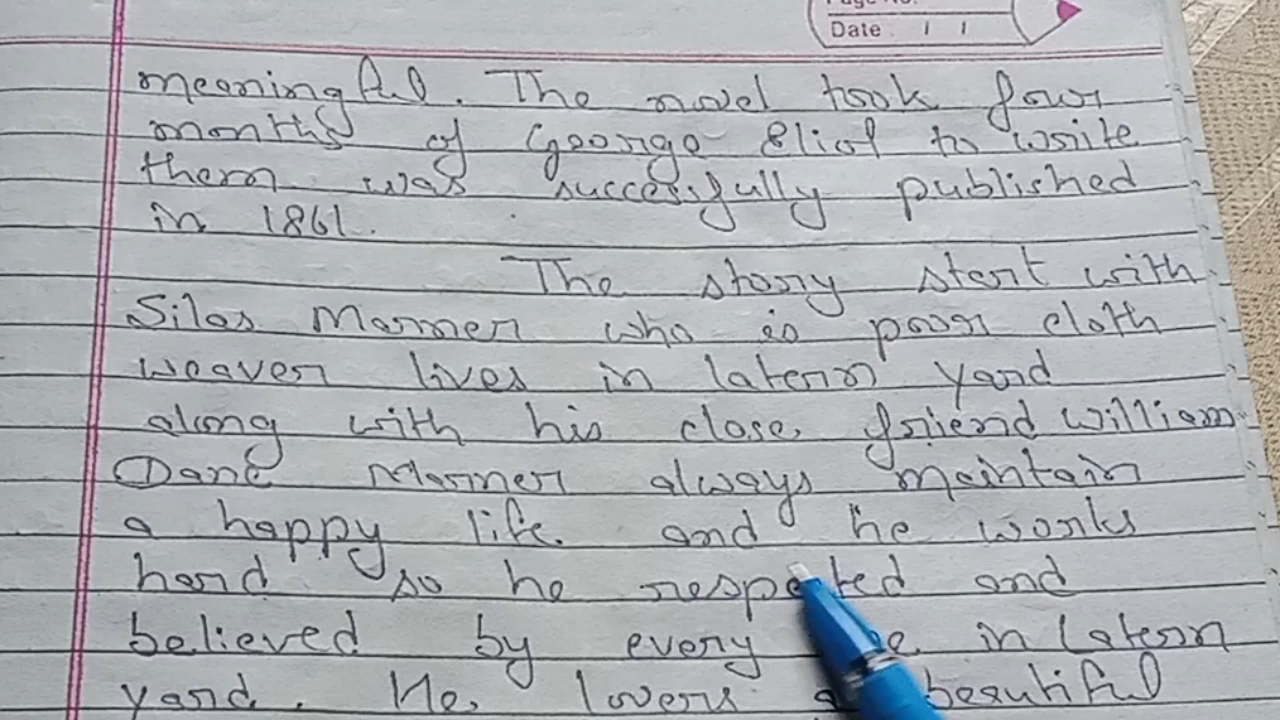 Page No.
Date / /
meaningful. The novel took four
months of George Eliot to write
them was successfully published
in 1861.
The story start with
Silas Marner who is poor cloth
weaver lives in latern yard
along with his close friend William
Dane Marner always maintain
a happy life. and he works
hard so he respected and
believed by every in Latern
yard. He lovers a beautiful